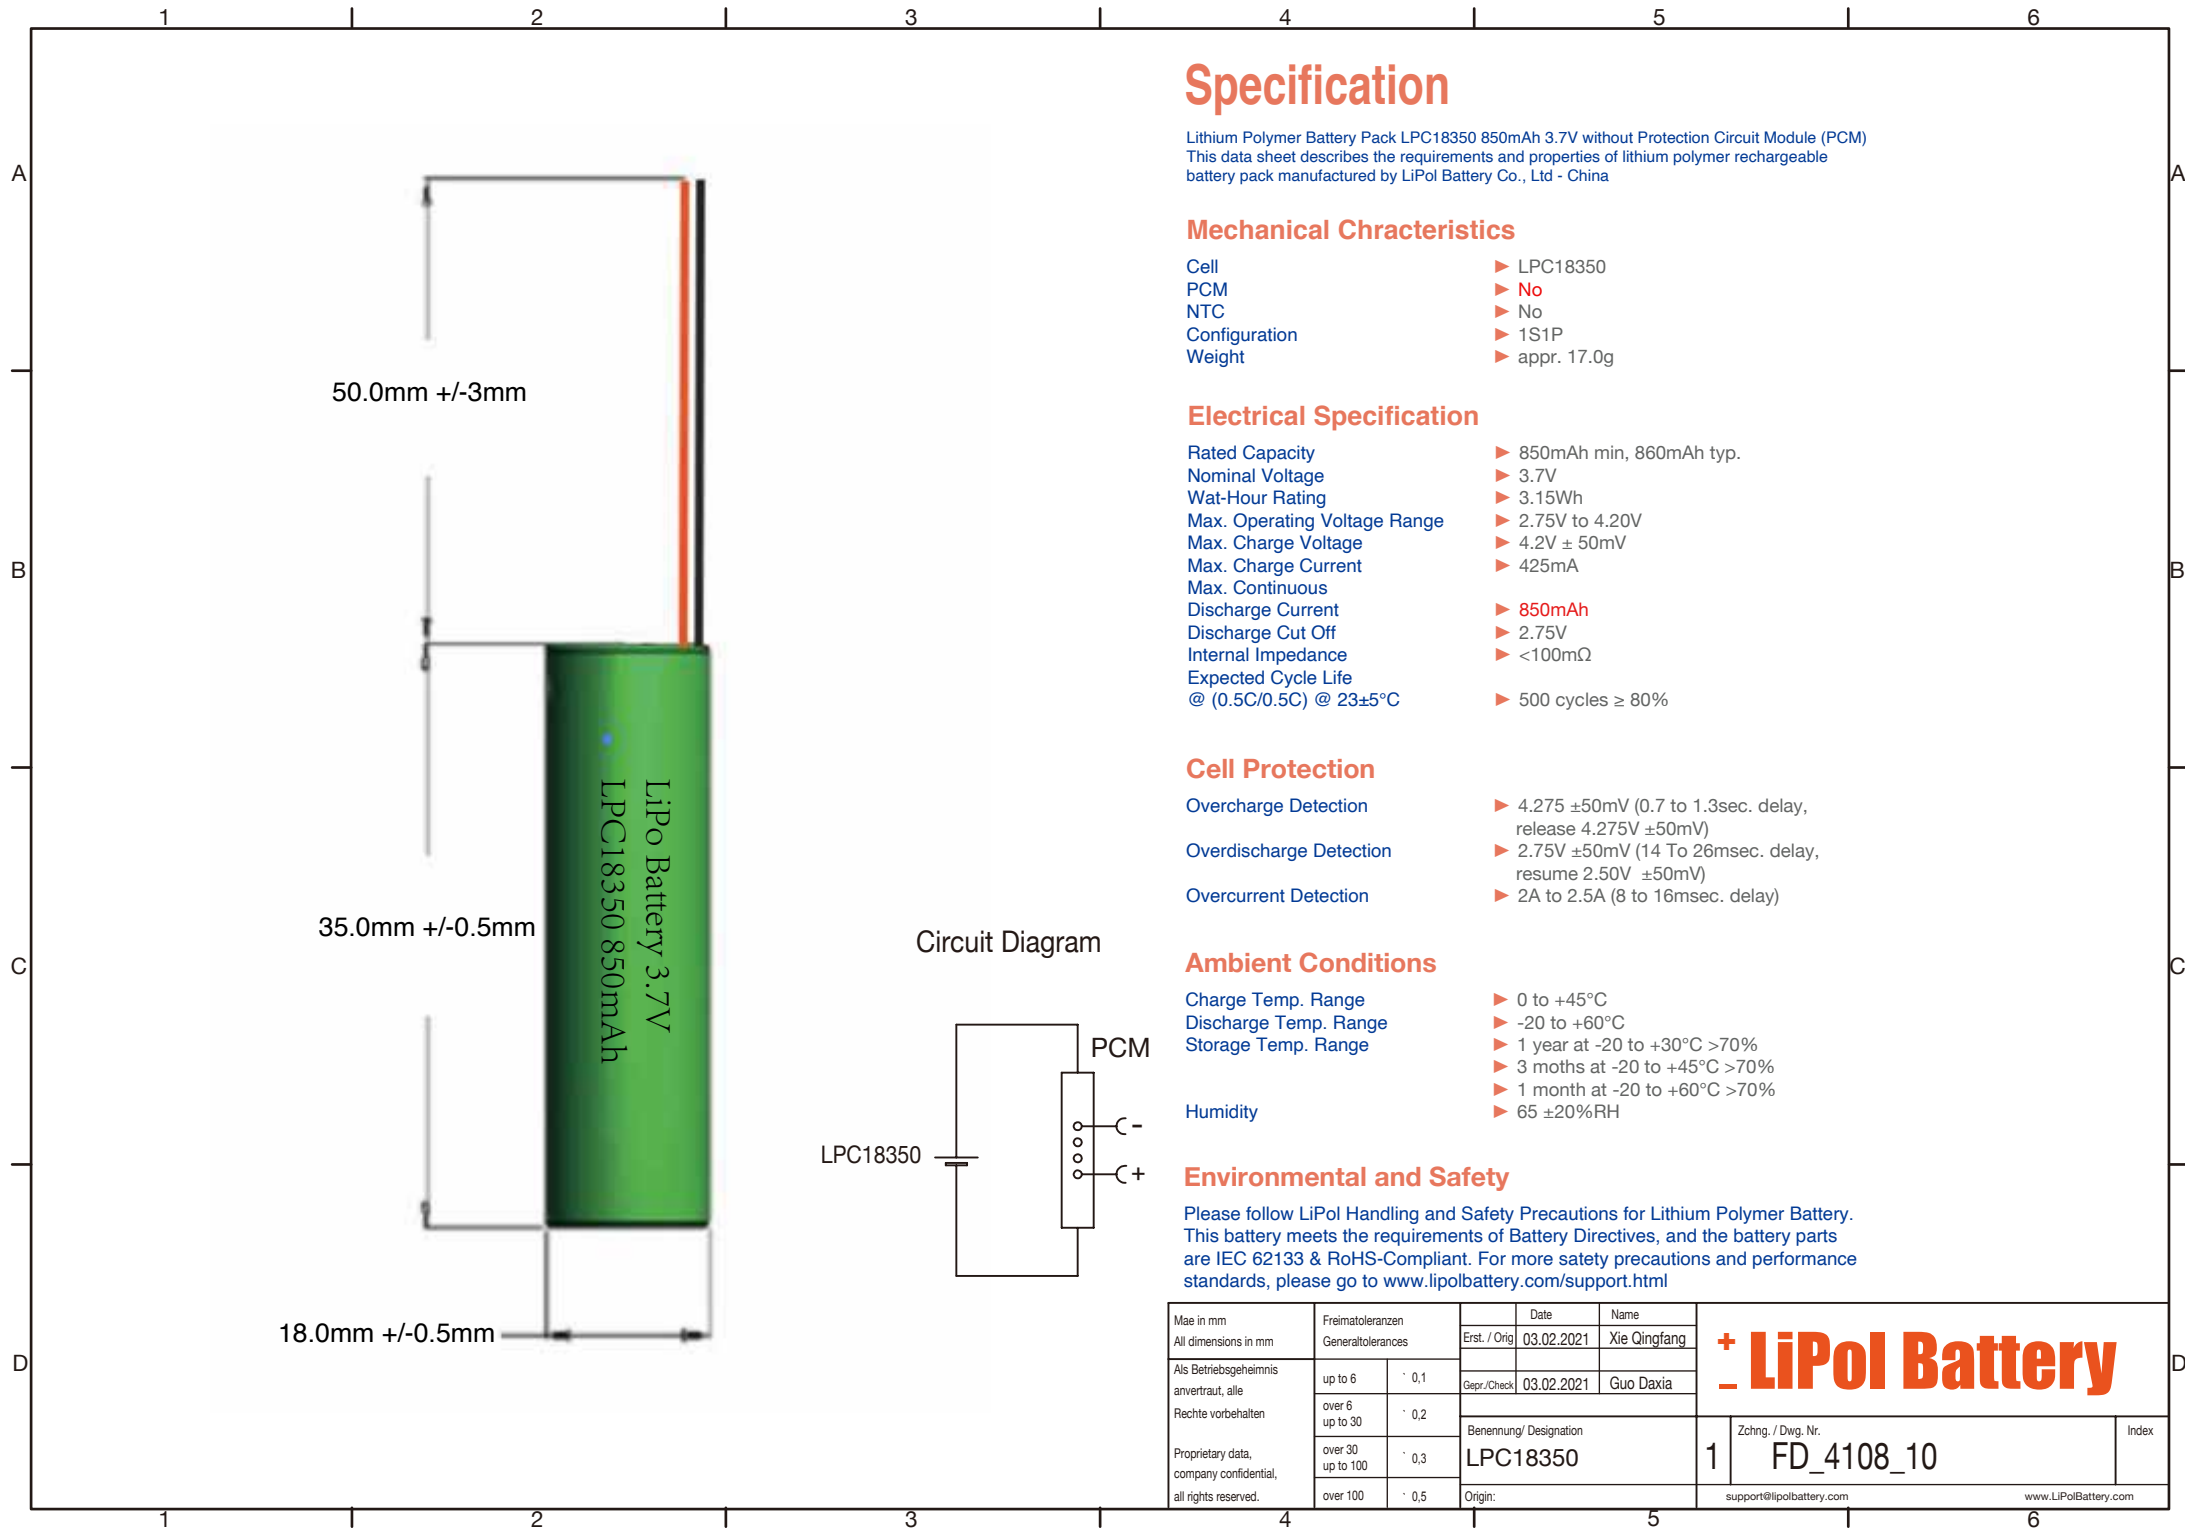 1 2 3 4 5 6
A A
B B
C C
D D
50.0mm +/-3mm
35.0mm +/-0.5mm
18.0mm +/-0.5mm
LiPo Battery 3.7V
LPC18350 850mAh
Circuit Diagram
PCM
LPC18350
-
+
Specification
Lithium Polymer Battery Pack LPC18350 850mAh 3.7V without Protection Circuit Module (PCM)
This data sheet describes the requirements and properties of lithium polymer rechargeable
battery pack manufactured by LiPol Battery Co., Ltd - China
Mechanical Chracteristics
Cell LPC18350
PCM No
NTC No
Configuration 1S1P
Weight appr. 17.0g
Electrical Specification
Rated Capacity 850mAh min, 860mAh typ.
Nominal Voltage 3.7V
Wat-Hour Rating 3.15Wh
Max. Operating Voltage Range 2.75V to 4.20V
Max. Charge Voltage 4.2V ± 50mV
Max. Charge Current 425mA
Max. Continuous
Discharge Current 850mAh
Discharge Cut Off 2.75V
Internal Impedance <100mΩ
Expected Cycle Life
@ (0.5C/0.5C) @ 23±5°C 500 cycles ≥ 80%
Cell Protection
Overcharge Detection 4.275 ±50mV (0.7 to 1.3sec. delay,
release 4.275V ±50mV)
Overdischarge Detection 2.75V ±50mV (14 To 26msec. delay,
resume 2.50V ±50mV)
Overcurrent Detection 2A to 2.5A (8 to 16msec. delay)
Ambient Conditions
Charge Temp. Range 0 to +45°C
Discharge Temp. Range -20 to +60°C
Storage Temp. Range 1 year at -20 to +30°C >70%
3 moths at -20 to +45°C >70%
1 month at -20 to +60°C >70%
Humidity 65 ±20%RH
Environmental and Safety
Please follow LiPol Handling and Safety Precautions for Lithium Polymer Battery.
This battery meets the requirements of Battery Directives, and the battery parts
are IEC 62133 & RoHS-Compliant. For more satety precautions and performance
standards, please go to www.lipolbattery.com/support.html
Mae in mm
All dimensions in mm
Als Betriebsgeheimnis
anvertraut, alle
Rechte vorbehalten
Proprietary data,
company confidential,
all rights reserved.
Freimatoleranzen
Generaltolerances
up to 6 ` 0,1
over 6
up to 30 ` 0,2
over 30
up to 100 ` 0,3
over 100 ` 0,5
Date Name
Erst. / Orig 03.02.2021 Xie Qingfang
Gepr./Check 03.02.2021 Guo Daxia
Benennung/ Designation
LPC18350
Origin:
+ - LiPol Battery
1
Zchng. / Dwg. Nr.
FD_4108_10
Index
support@lipolbattery.com www.LiPolBattery.com
1 2 3 4 5 6